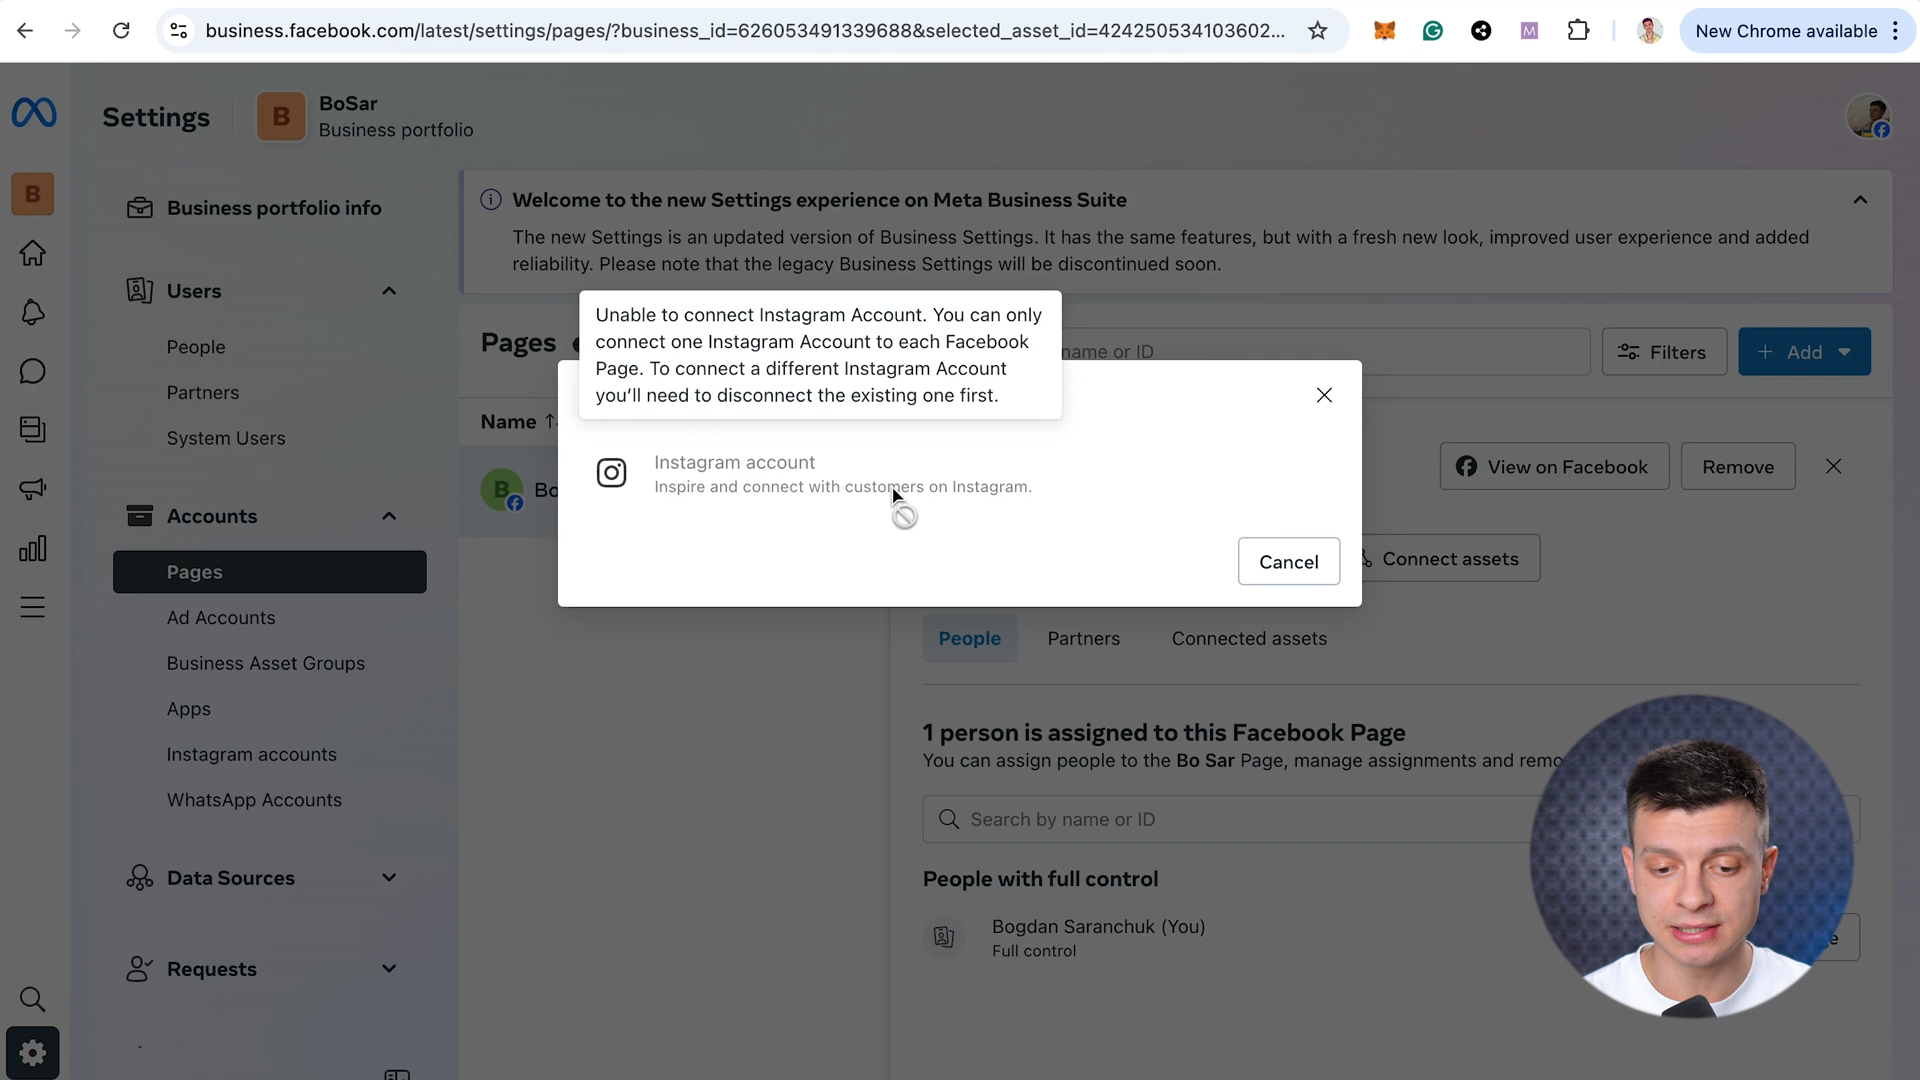 business.facebook.com/latest/settings/pages/?business_id=626053491339688&selected_asset_id=424250534103602...
M
New Chrome available
Settings
B
BoSar
Business portfolio
B
Business portfolio info
Users
People
Partners
System Users
Accounts
Pages
Ad Accounts
Business Asset Groups
Apps
Instagram accounts
WhatsApp Accounts
Data Sources
Requests
Welcome to the new Settings experience on Meta Business Suite
The new Settings is an updated version of Business Settings. It has the same features, but with a fresh new look, improved user experience and added
reliability. Please note that the legacy Business Settings will be discontinued soon.
Pages
name or ID
Filters
+ Add
Unable to connect Instagram Account. You can only
connect one Instagram Account to each Facebook
Page. To connect a different Instagram Account
you’ll need to disconnect the existing one first.
Name
B
Bo
Instagram account
Inspire and connect with customers on Instagram.
Cancel
View on Facebook
Remove
Connect assets
People
Partners
Connected assets
1 person is assigned to this Facebook Page
You can assign people to the Bo Sar Page, manage assignments and remo
Search by name or ID
People with full control
Bogdan Saranchuk (You)
Full control